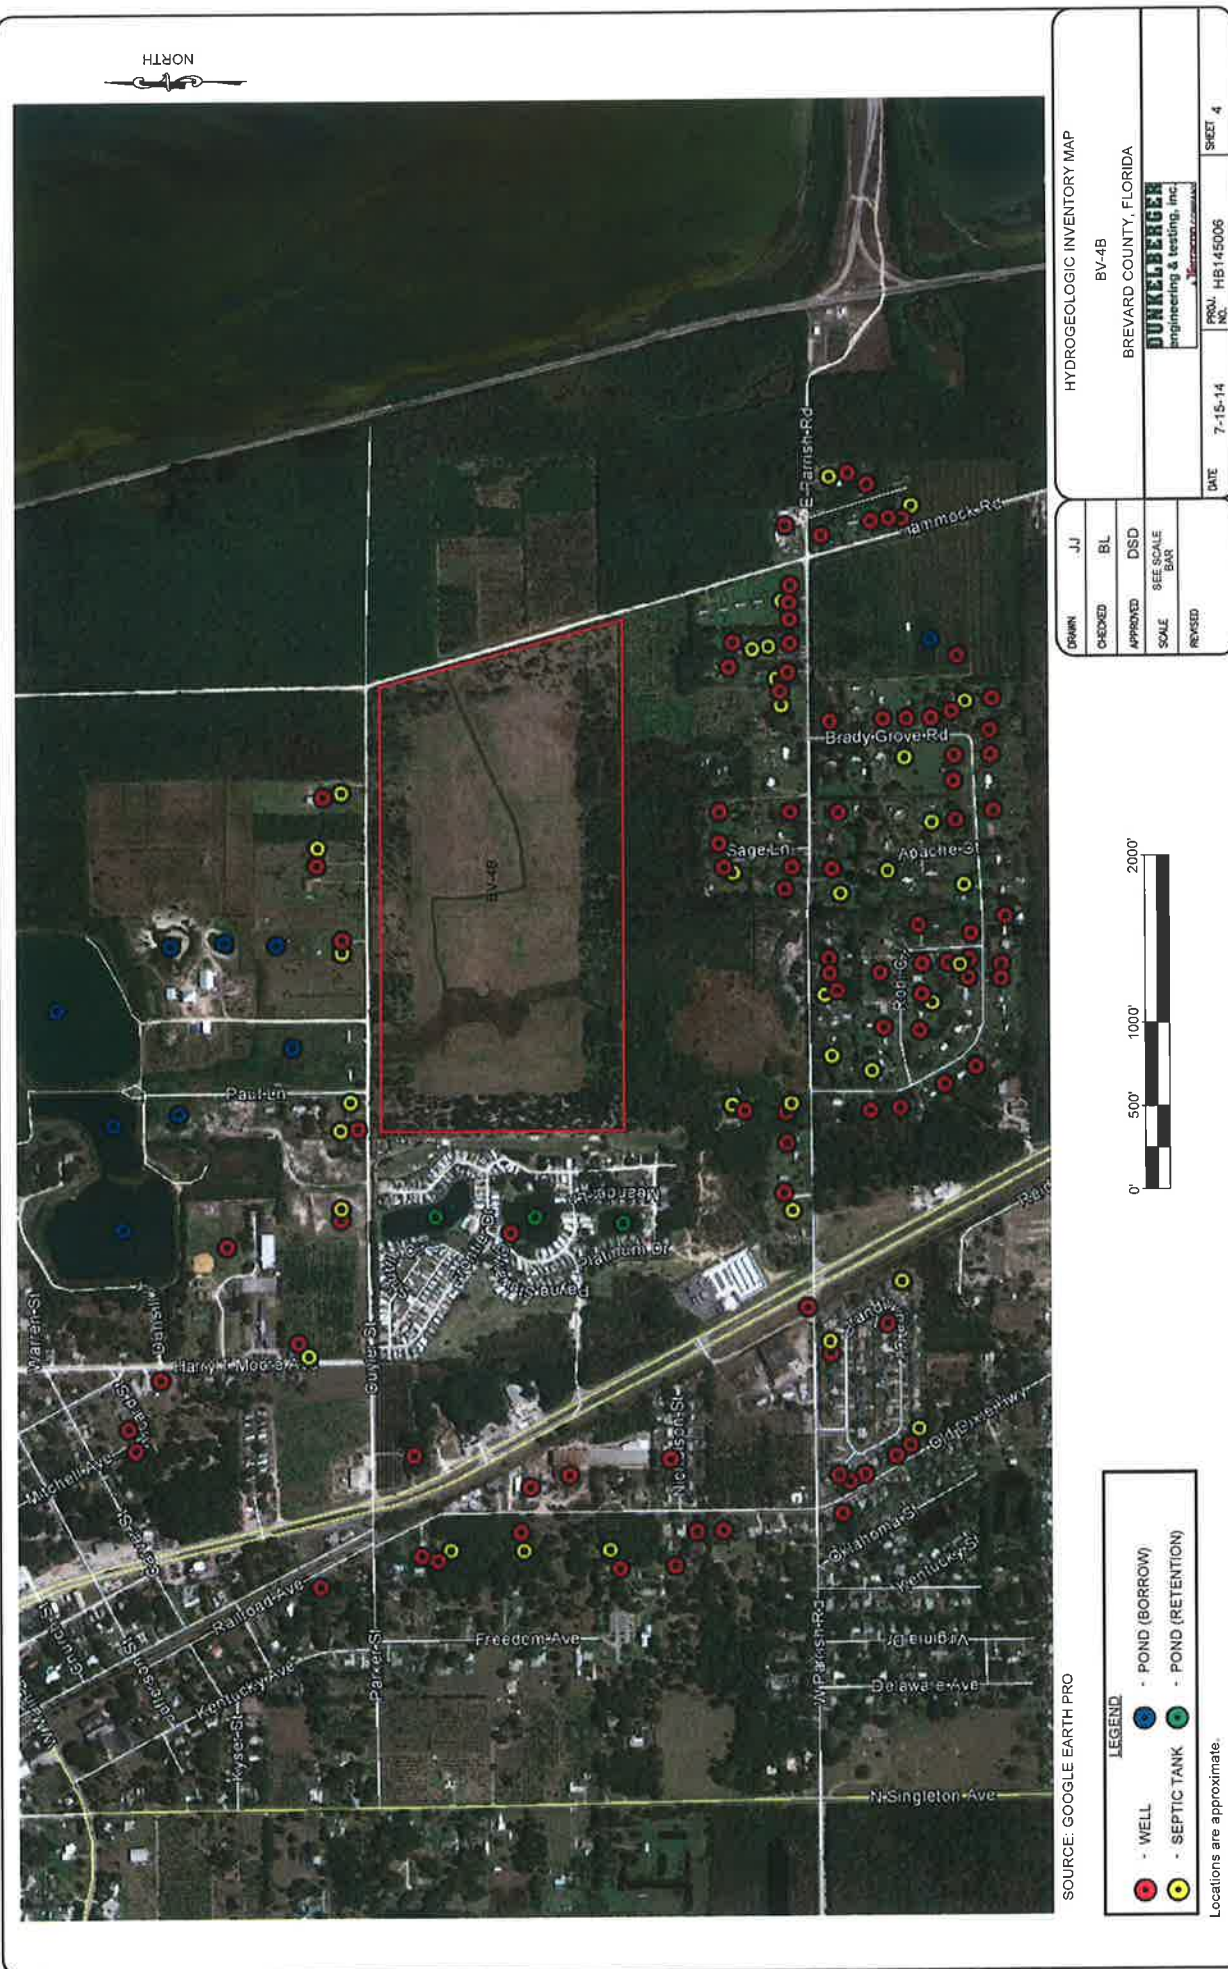 NORTH
Warren St
Mitchell Ave
Harry T Moore A
Railroad Ave
Kentucky Ave
Kyser St
Parker St
Cuyler St
Paul Ln
BV-4B
Freedom Ave
Nicholson St
Platinum Dr
W Parrish Rd
Virginia Dr
Delaware Ave
N Singleton Ave
Oklahoma St
Kentucky St
Old Dixie Hwy
Sage Ln
Apache St
Brady Grove Rd
E Parrish Rd
Hammock Rd
SOURCE: GOOGLE EARTH PRO
LEGEND
- WELL
- POND (BORROW)
- SEPTIC TANK
- POND (RETENTION)
Locations are approximate.
0'
500'
1000'
2000'
DRAWN JJ
CHECKED BL
APPROVED DSD
SCALE SEE SCALE
BAR
REVISED
HYDROGEOLOGIC INVENTORY MAP
BV-4B
BREVARD COUNTY, FLORIDA
DUNKELBERGER
engineering & testing, inc.
A Terracon COMPANY
DATE 7-15-14
PROJ.
NO. HB145006
SHEET 4